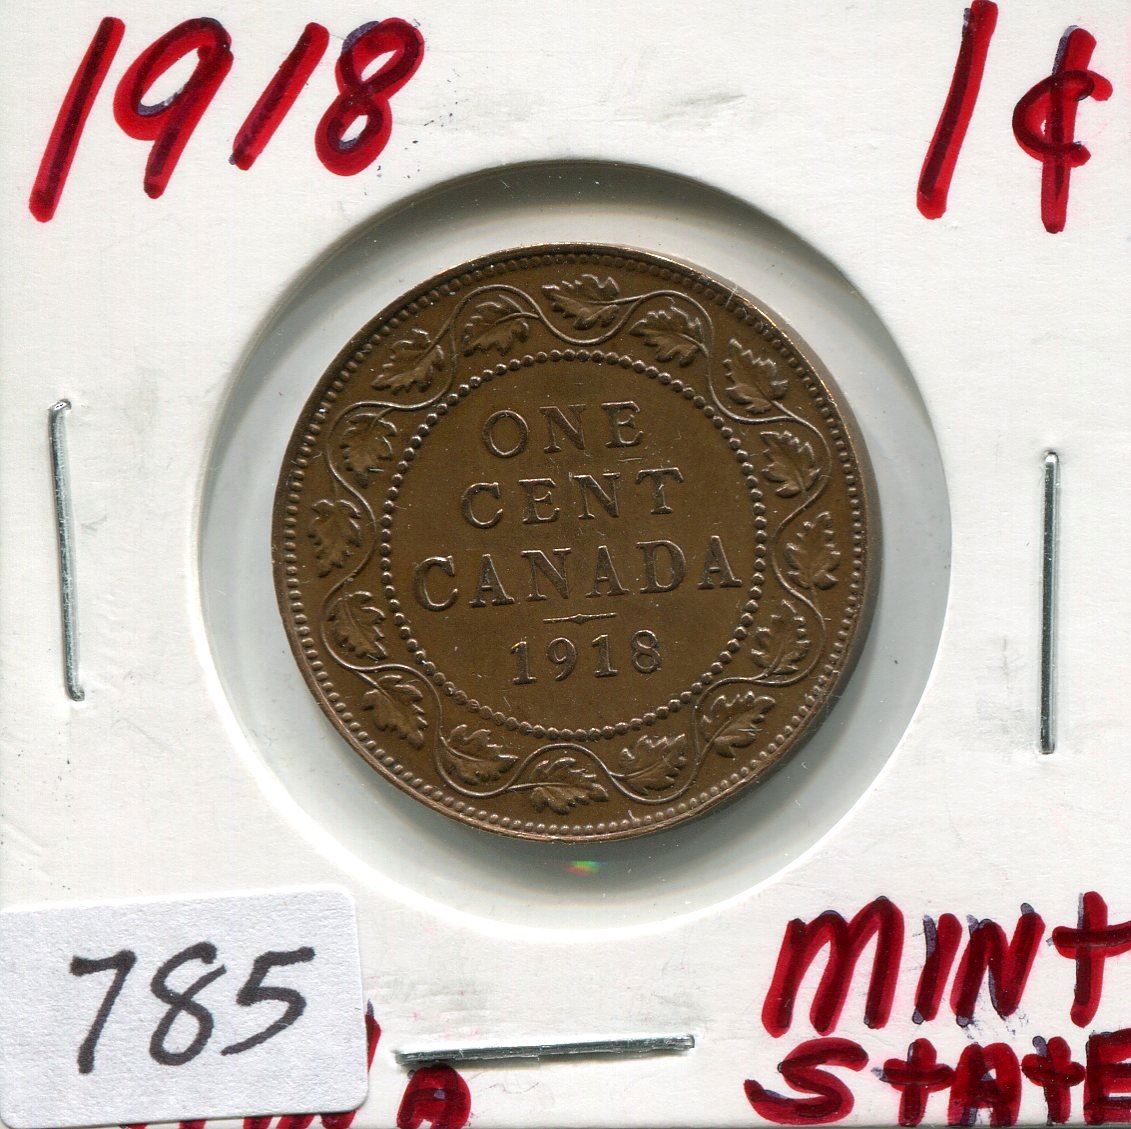 1918 1¢
ONE
CENT
CANADA
1918
785
MINT
STATE